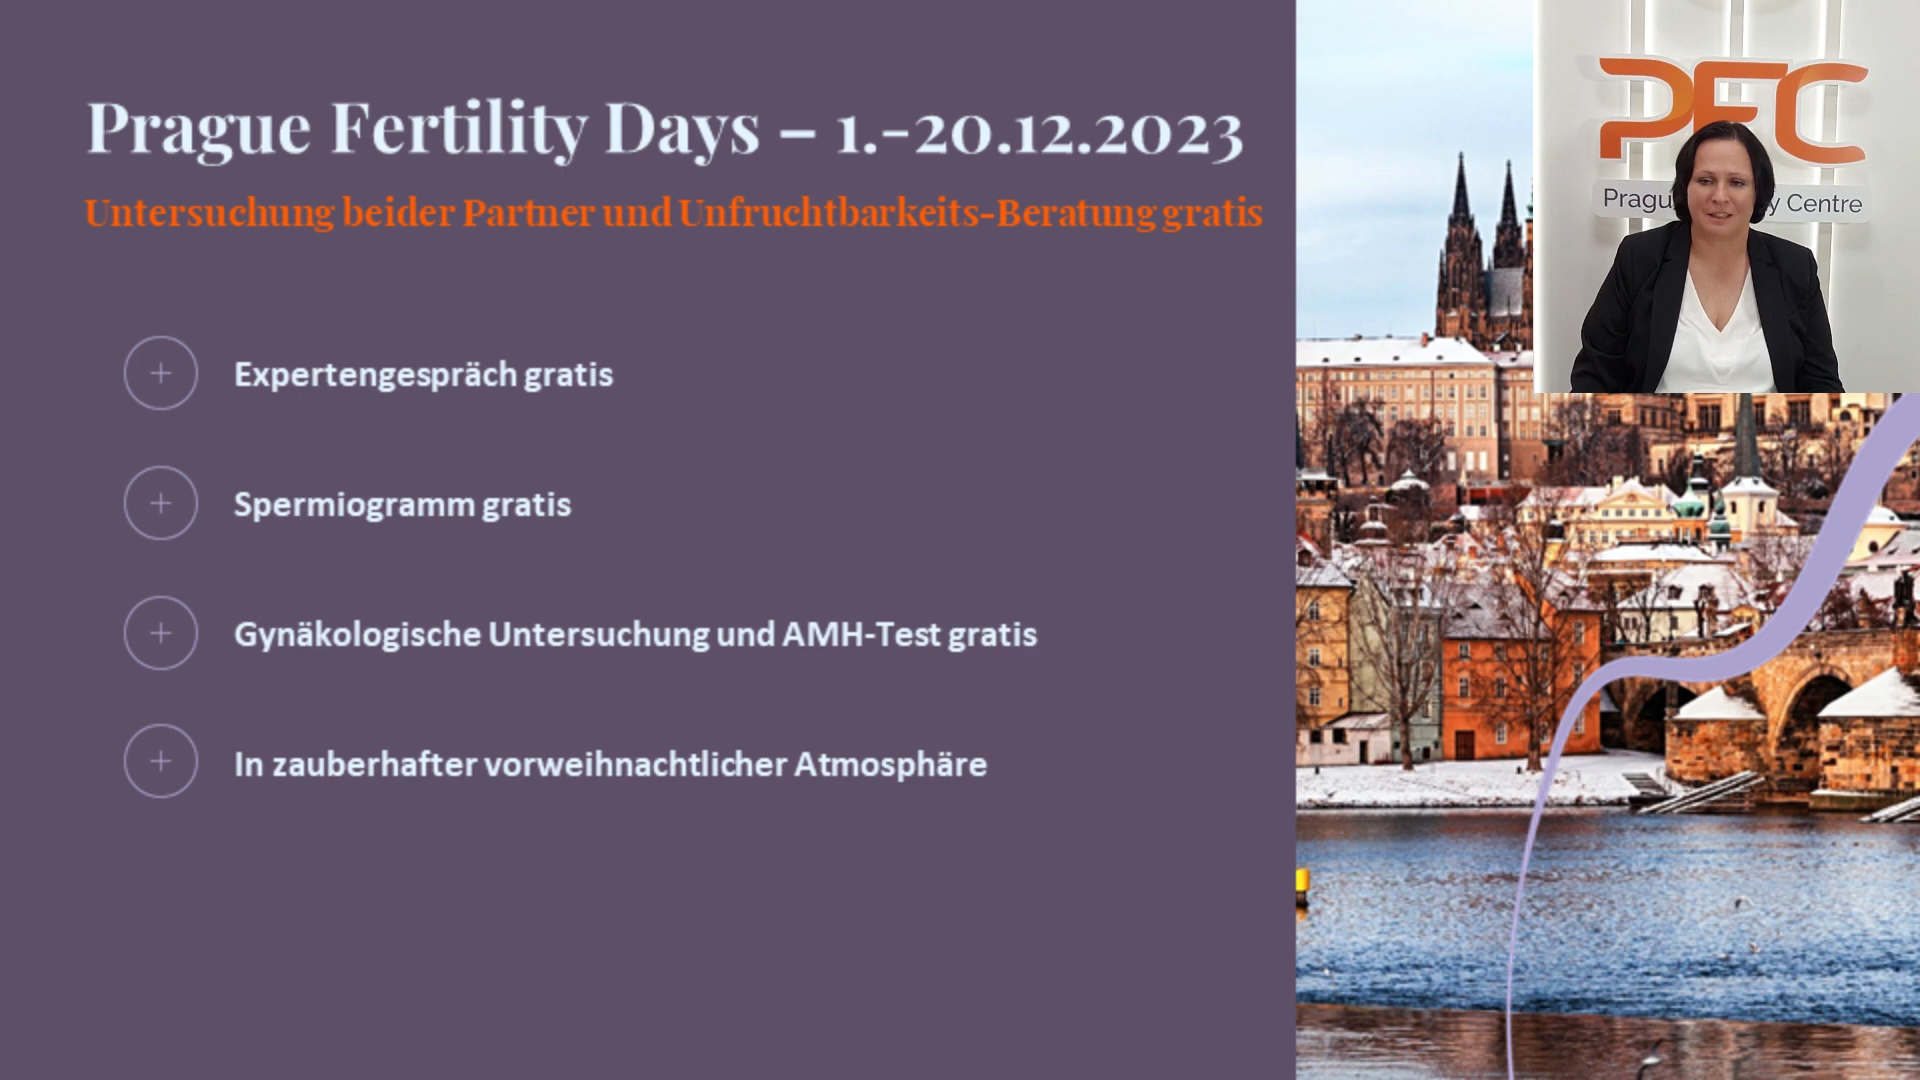 Prague Fertility Days – 1.-20.12.2023
Untersuchung beider Partner und Unfruchtbarkeits-Beratung gratis
Expertengespräch gratis
Spermiogramm gratis
Gynäkologische Untersuchung und AMH-Test gratis
In zauberhafter vorweihnachtlicher Atmosphäre
PFC
Centre